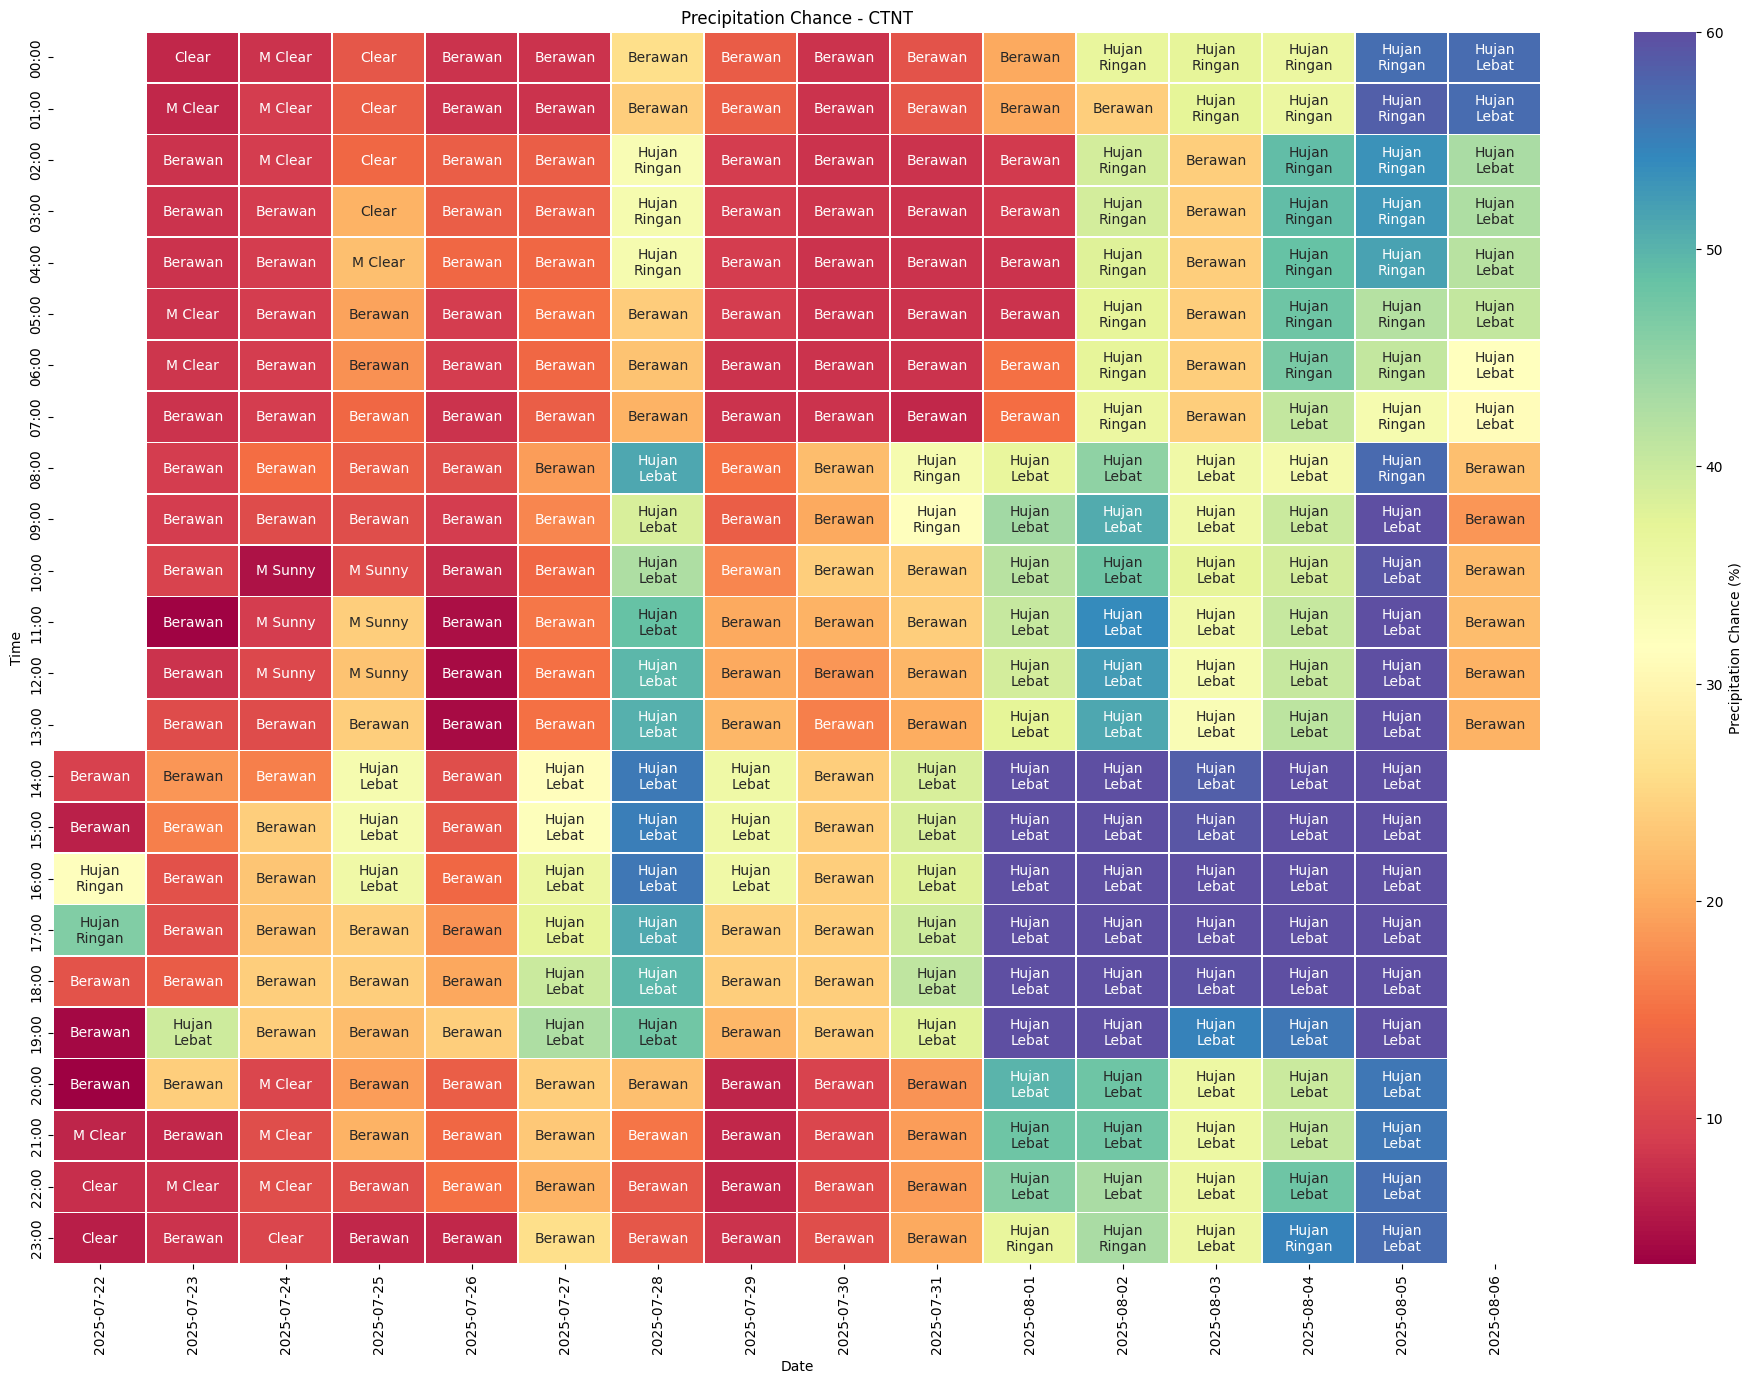 Precipitation Chance - CTNT
00:00 Clear M Clear Clear Berawan Berawan Berawan Berawan Berawan Berawan Berawan Hujan Ringan Hujan Ringan Hujan Ringan Hujan Ringan Hujan Lebat
01:00 M Clear M Clear Clear Berawan Berawan Berawan Berawan Berawan Berawan Berawan Berawan Hujan Ringan Hujan Ringan Hujan Ringan Hujan Lebat
02:00 Berawan M Clear Clear Berawan Berawan Hujan Ringan Berawan Berawan Berawan Berawan Hujan Ringan Berawan Hujan Ringan Hujan Ringan Hujan Lebat
03:00 Berawan Berawan Clear Berawan Berawan Hujan Ringan Berawan Berawan Berawan Berawan Hujan Ringan Berawan Hujan Ringan Hujan Ringan Hujan Lebat
04:00 Berawan Berawan M Clear Berawan Berawan Hujan Ringan Berawan Berawan Berawan Berawan Hujan Ringan Berawan Hujan Ringan Hujan Ringan Hujan Lebat
05:00 M Clear Berawan Berawan Berawan Berawan Berawan Berawan Berawan Berawan Berawan Hujan Ringan Berawan Hujan Ringan Hujan Ringan Hujan Lebat
06:00 M Clear Berawan Berawan Berawan Berawan Berawan Berawan Berawan Berawan Berawan Hujan Ringan Berawan Hujan Ringan Hujan Ringan Hujan Lebat
07:00 Berawan Berawan Berawan Berawan Berawan Berawan Berawan Berawan Berawan Berawan Hujan Ringan Berawan Hujan Lebat Hujan Ringan Hujan Lebat
08:00 Berawan Berawan Berawan Berawan Berawan Hujan Lebat Berawan Berawan Hujan Ringan Hujan Lebat Hujan Lebat Hujan Lebat Hujan Lebat Hujan Ringan Berawan
09:00 Berawan Berawan Berawan Berawan Berawan Hujan Lebat Berawan Berawan Hujan Ringan Hujan Lebat Hujan Lebat Hujan Lebat Hujan Lebat Hujan Lebat Berawan
10:00 Berawan M Sunny M Sunny Berawan Berawan Hujan Lebat Berawan Berawan Berawan Hujan Lebat Hujan Lebat Hujan Lebat Hujan Lebat Hujan Lebat Berawan
11:00 Berawan M Sunny M Sunny Berawan Berawan Hujan Lebat Berawan Berawan Berawan Hujan Lebat Hujan Lebat Hujan Lebat Hujan Lebat Hujan Lebat Berawan
12:00 Berawan M Sunny M Sunny Berawan Berawan Hujan Lebat Berawan Berawan Berawan Hujan Lebat Hujan Lebat Hujan Lebat Hujan Lebat Hujan Lebat Berawan
13:00 Berawan Berawan Berawan Berawan Berawan Hujan Lebat Berawan Berawan Berawan Hujan Lebat Hujan Lebat Hujan Lebat Hujan Lebat Hujan Lebat Berawan
14:00 Berawan Berawan Berawan Hujan Lebat Berawan Hujan Lebat Hujan Lebat Hujan Lebat Berawan Hujan Lebat Hujan Lebat Hujan Lebat Hujan Lebat Hujan Lebat Hujan Lebat
15:00 Berawan Berawan Berawan Hujan Lebat Berawan Hujan Lebat Hujan Lebat Hujan Lebat Berawan Hujan Lebat Hujan Lebat Hujan Lebat Hujan Lebat Hujan Lebat Hujan Lebat
16:00 Hujan Ringan Berawan Berawan Hujan Lebat Berawan Hujan Lebat Hujan Lebat Hujan Lebat Berawan Hujan Lebat Hujan Lebat Hujan Lebat Hujan Lebat Hujan Lebat Hujan Lebat
17:00 Hujan Ringan Berawan Berawan Berawan Berawan Hujan Lebat Hujan Lebat Berawan Berawan Hujan Lebat Hujan Lebat Hujan Lebat Hujan Lebat Hujan Lebat Hujan Lebat
18:00 Berawan Berawan Berawan Berawan Berawan Hujan Lebat Hujan Lebat Berawan Berawan Hujan Lebat Hujan Lebat Hujan Lebat Hujan Lebat Hujan Lebat Hujan Lebat
19:00 Berawan Hujan Lebat Berawan Berawan Berawan Hujan Lebat Hujan Lebat Berawan Berawan Hujan Lebat Hujan Lebat Hujan Lebat Hujan Lebat Hujan Lebat Hujan Lebat
20:00 Berawan Berawan M Clear Berawan Berawan Berawan Berawan Berawan Berawan Berawan Hujan Lebat Hujan Lebat Hujan Lebat Hujan Lebat Hujan Lebat
21:00 M Clear Berawan M Clear Berawan Berawan Berawan Berawan Berawan Berawan Berawan Hujan Lebat Hujan Lebat Hujan Lebat Hujan Lebat Hujan Lebat
22:00 Clear M Clear M Clear Berawan Berawan Berawan Berawan Berawan Berawan Berawan Hujan Lebat Hujan Lebat Hujan Lebat Hujan Lebat Hujan Lebat
23:00 Clear Berawan Clear Berawan Berawan Berawan Berawan Berawan Berawan Berawan Hujan Ringan Hujan Ringan Hujan Lebat Hujan Ringan Hujan Lebat
2025-07-22 2025-07-23 2025-07-24 2025-07-25 2025-07-26 2025-07-27 2025-07-28 2025-07-29 2025-07-30 2025-07-31 2025-08-01 2025-08-02 2025-08-03 2025-08-04 2025-08-05 2025-08-06
Date
Time
60
50
40
30
20
10
Precipitation Chance (%)